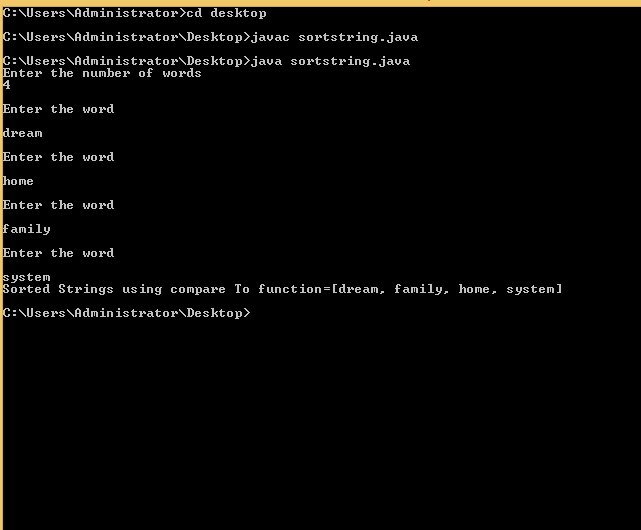 C:\Users\Administrator>cd desktop
C:\Users\Administrator\Desktop>javac sortstring.java
C:\Users\Administrator\Desktop>java sortstring.java
Enter the number of words
4
Enter the word
dream
Enter the word
home
Enter the word
family
Enter the word
system
Sorted Strings using compare To function=[dream, family, home, system]
C:\Users\Administrator\Desktop>